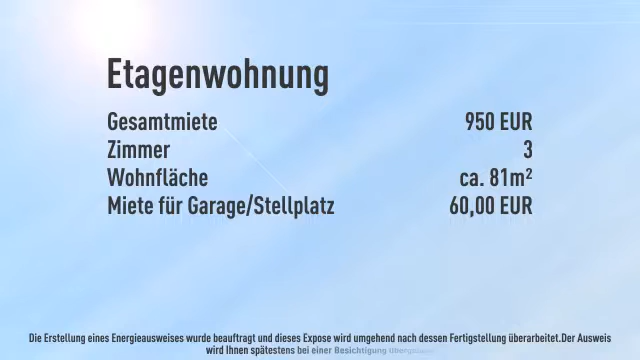 Etagenwohnung
Gesamtmiete 950 EUR
Zimmer 3
Wohnfläche ca. 81m²
Miete für Garage/Stellplatz 60,00 EUR
Die Erstellung eines Energieausweises wurde beauftragt und dieses Expose wird umgehend nach dessen Fertigstellung überarbeitet.Der Ausweis
wird Ihnen spätestens bei einer Besichtigung